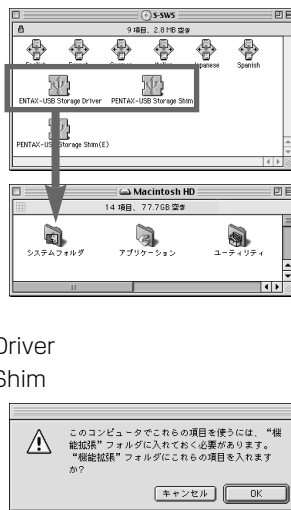 S-SW5
9 項目、2.8 MB 空き
English French German Italian Japanese Spanish
ENTAX-USB Storage Driver PENTAX-USB Storage Shim
PENTAX-USB Storage Shim(E)
Macintosh HD
14 項目、77.7GB 空き
システムフォルダ アプリケーション ユーティリティ
Driver
Shim
このコンピュータでこれらの項目を使うには、“機
能拡張”フォルダに入れておく必要があります。
“機能拡張”フォルダにこれらの項目を入れます
か?
キャンセル OK